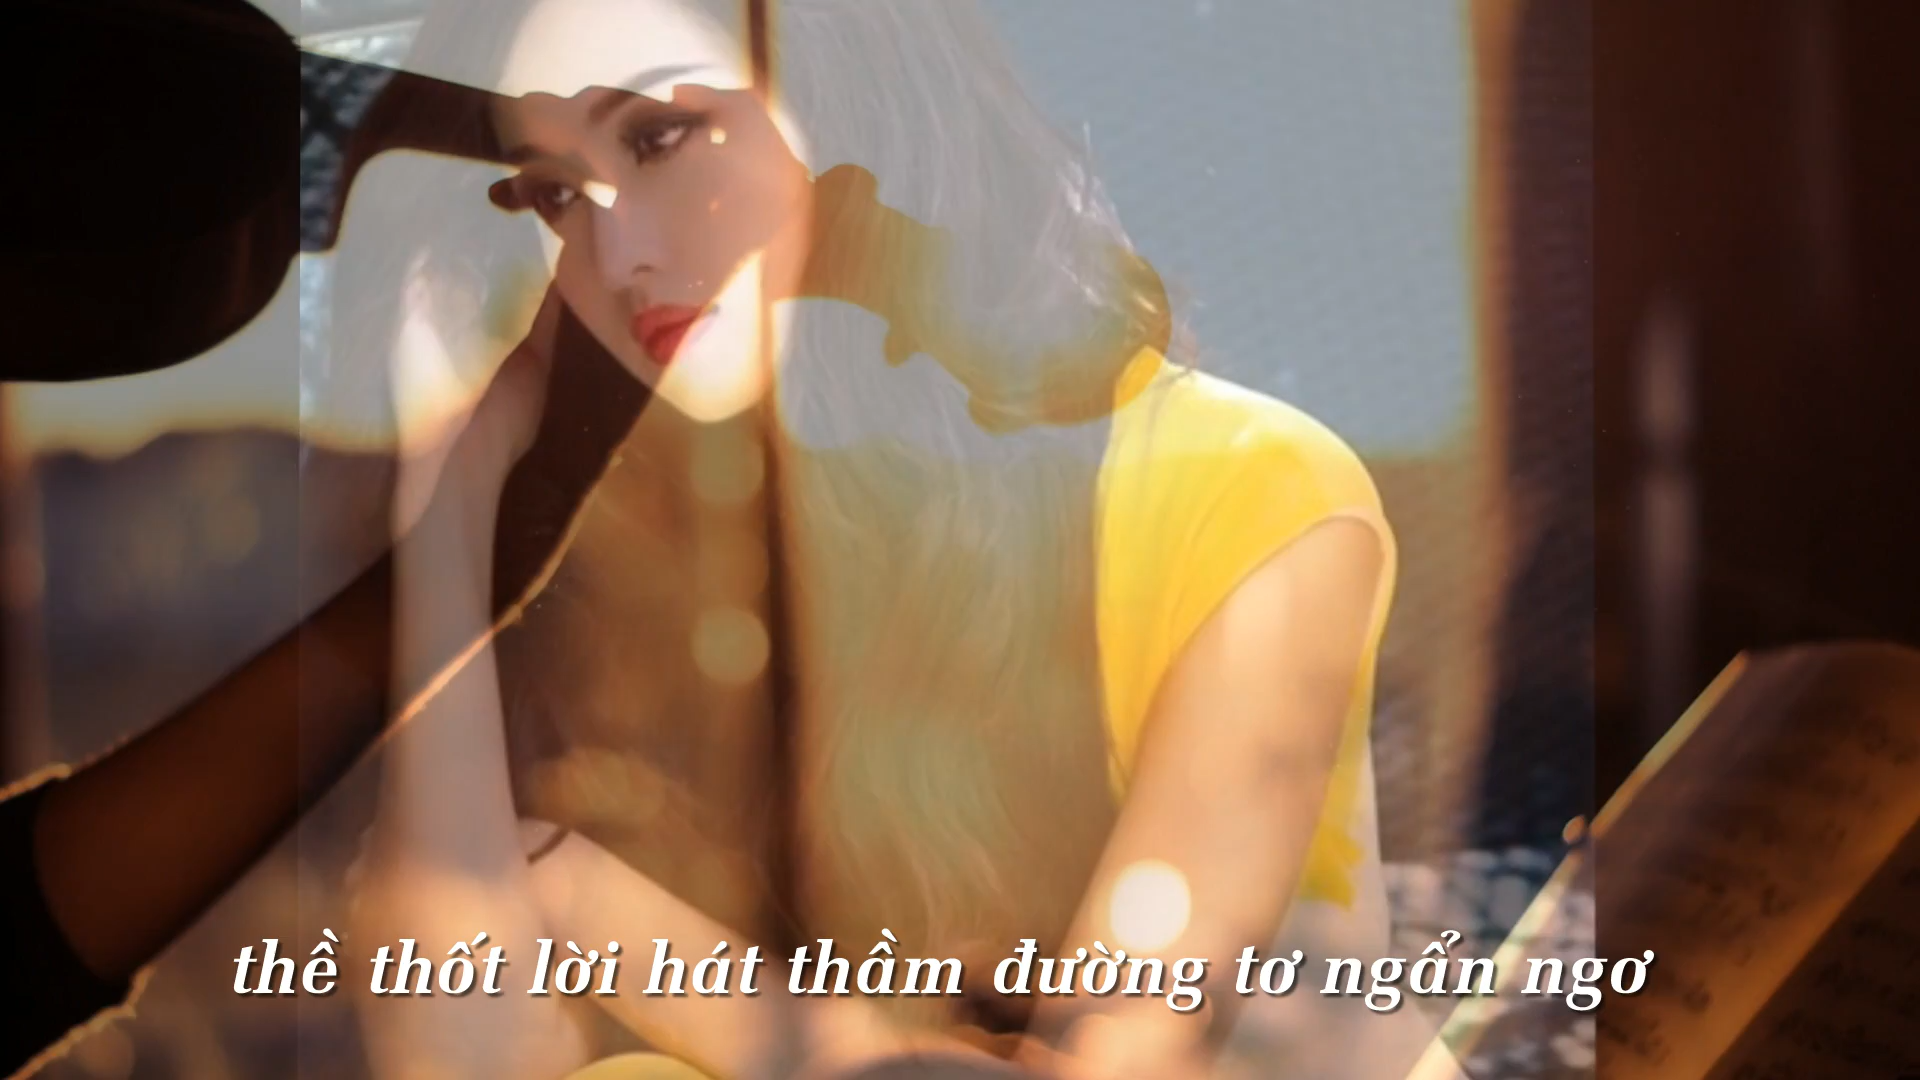 thề thốt lời hát thầm đường tơ ngẩn ngơ